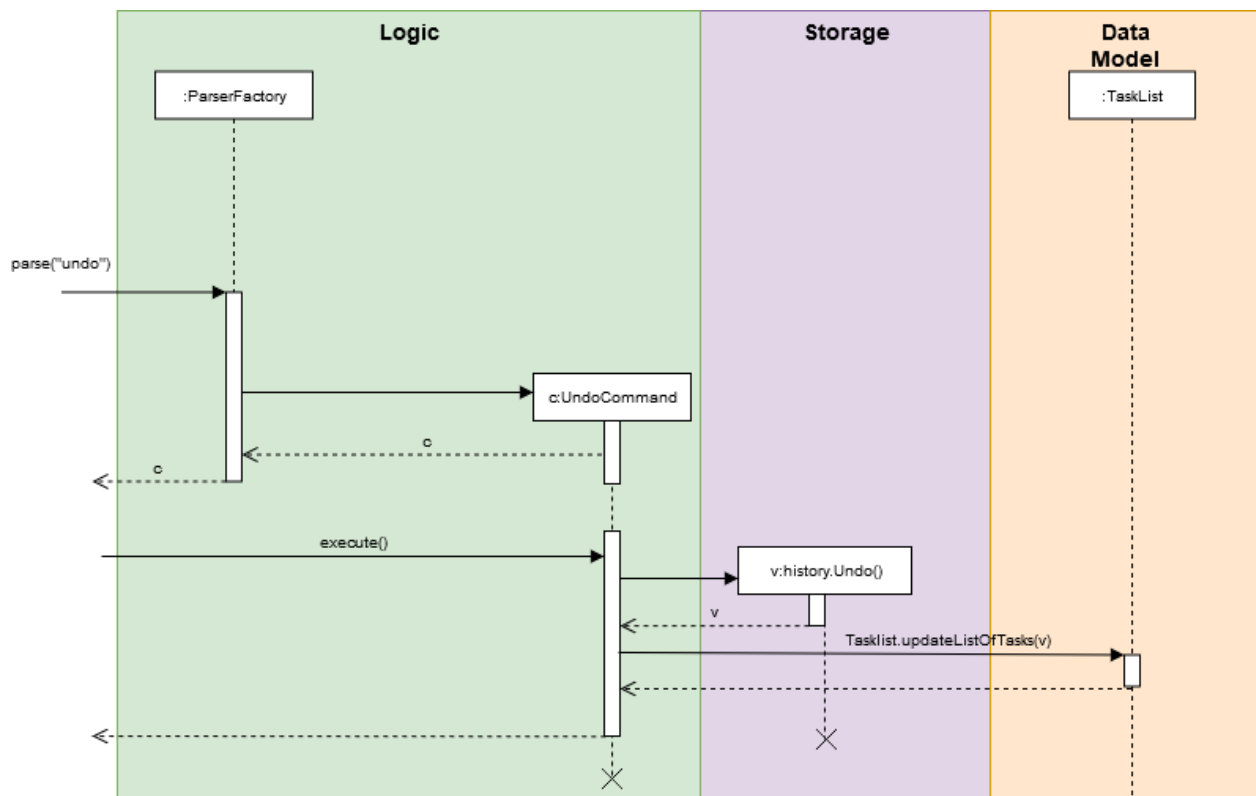 Logic
Storage
Data
Model
:ParserFactory
:TaskList
parse("undo")
c:UndoCommand
c
c
execute()
v:history.Undo()
v
Tasklist.updateListOfTasks(v)